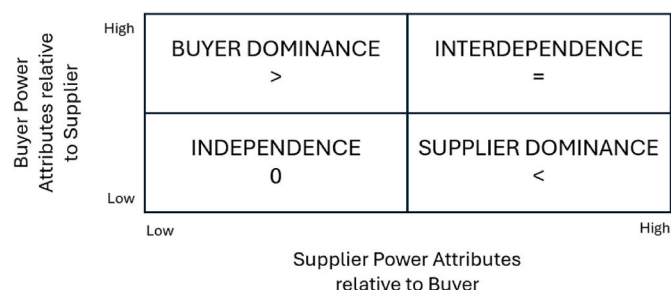 High
BUYER DOMINANCE
>
INTERDEPENDENCE
=
Buyer Power
Attributes relative
to Supplier
INDEPENDENCE
0
SUPPLIER DOMINANCE
<
Low
Low
High
Supplier Power Attributes
relative to Buyer